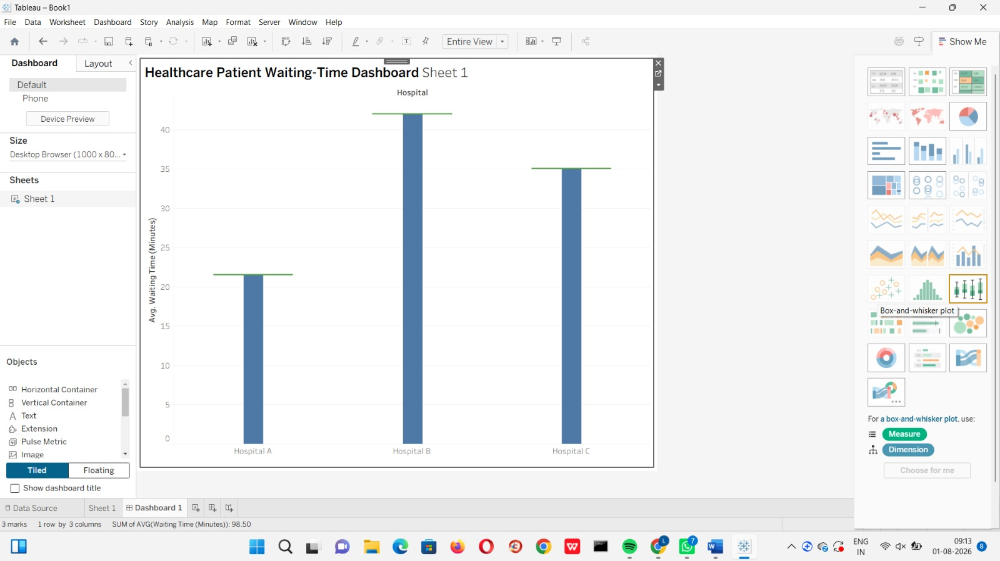 Tableau – Book1
File Data Worksheet Dashboard Story Analysis Map Format Server Window Help
Entire View
Show Me
Dashboard
Layout
Default
Phone
Device Preview
Size
Desktop Browser (1000 x 80...
Sheets
Sheet 1
Objects
Horizontal Container
Vertical Container
Text
Extension
Pulse Metric
Image
Tiled
Floating
Show dashboard title
Healthcare Patient Waiting-Time Dashboard Sheet 1
Hospital
Avg. Waiting Time (Minutes)
40
35
30
25
20
15
10
5
0
Hospital A
Hospital B
Hospital C
Box-and-whisker plot
For a box-and-whisker plot, use:
Measure
Dimension
Choose for me
Data Source
Sheet 1
Dashboard 1
3 marks 1 row by 3 columns SUM of AVG(Waiting Time (Minutes)): 98.50
L
7
ENG
IN
09:13
01-08-2026
8